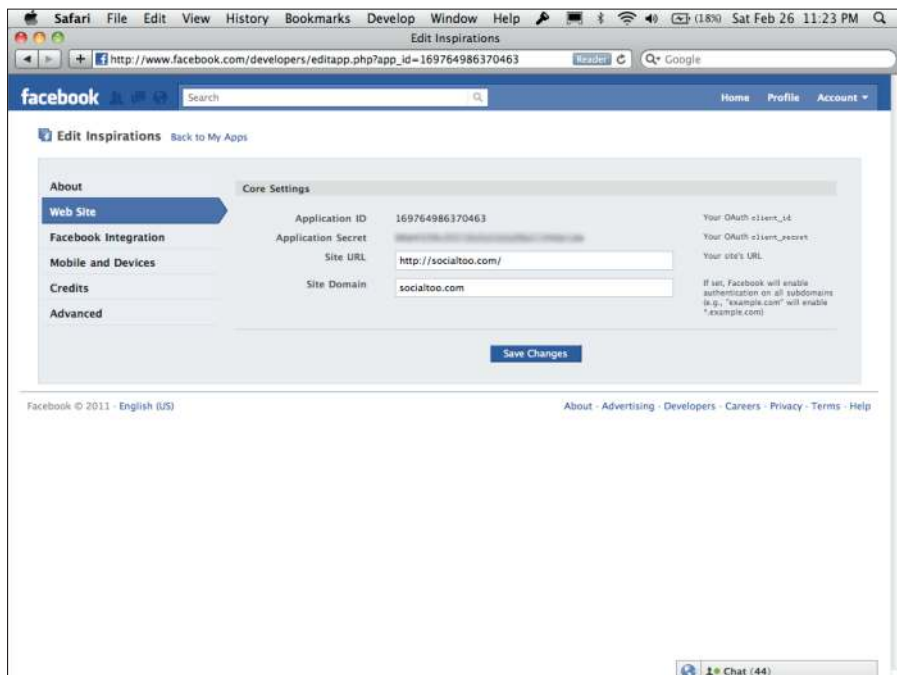 Safari File Edit View History Bookmarks Develop Window Help (18%) Sat Feb 26 11:23 PM
Edit Inspirations
http://www.facebook.com/developers/editapp.php?app_id=169764986370463 Reader Google
facebook Search Home Profile Account
Edit Inspirations Back to My Apps
About
Web Site
Facebook Integration
Mobile and Devices
Credits
Advanced
Core Settings
Application ID 169764986370463 Your OAuth client_id
Application Secret Your OAuth client_secret
Site URL http://socialtoo.com/ Your site's URL
Site Domain socialtoo.com If set, Facebook will enable
authentication on all subdomains
(e.g., "example.com" will enable
*.example.com)
Save Changes
Facebook © 2011 · English (US) About · Advertising · Developers · Careers · Privacy · Terms · Help
Chat (44)